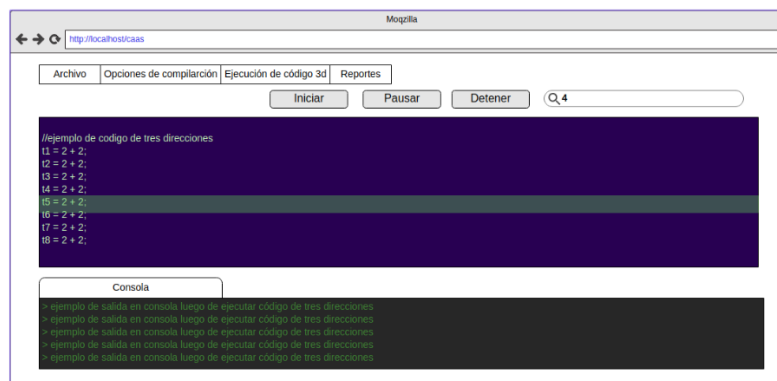 Moqzilla
http://localhost/caas
Archivo Opciones de compilarción Ejecución de código 3d Reportes
Iniciar Pausar Detener 4
//ejemplo de codigo de tres direcciones
t1 = 2 + 2;
t2 = 2 + 2;
t3 = 2 + 2;
t4 = 2 + 2;
t5 = 2 + 2;
t6 = 2 + 2;
t7 = 2 + 2;
t8 = 2 + 2;
Consola
> ejemplo de salida en consola luego de ejecutar código de tres direcciones
> ejemplo de salida en consola luego de ejecutar código de tres direcciones
> ejemplo de salida en consola luego de ejecutar código de tres direcciones
> ejemplo de salida en consola luego de ejecutar código de tres direcciones
> ejemplo de salida en consola luego de ejecutar código de tres direcciones